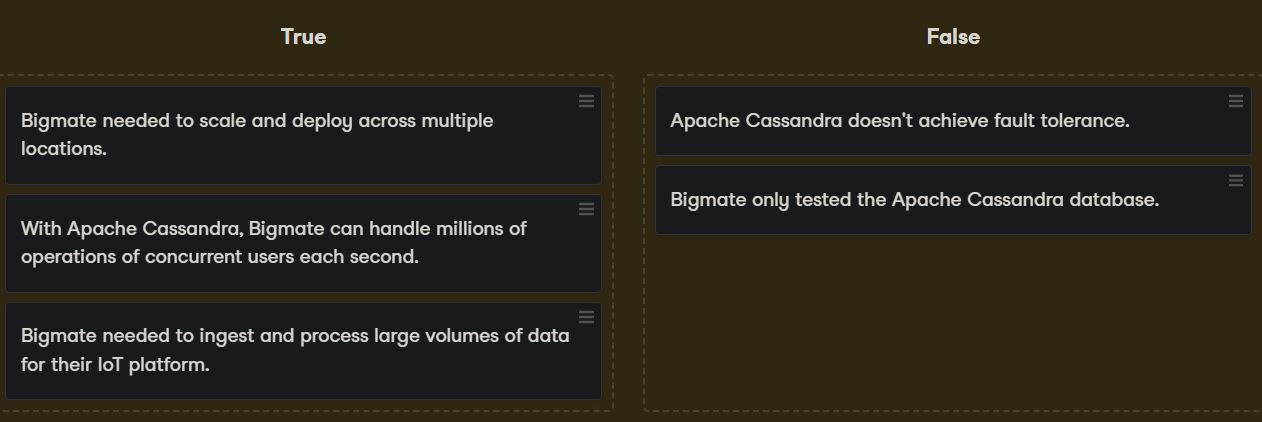 True
Bigmate needed to scale and deploy across multiple
locations.
With Apache Cassandra, Bigmate can handle millions of
operations of concurrent users each second.
Bigmate needed to ingest and process large volumes of data
for their IoT platform.
False
Apache Cassandra doesn't achieve fault tolerance.
Bigmate only tested the Apache Cassandra database.